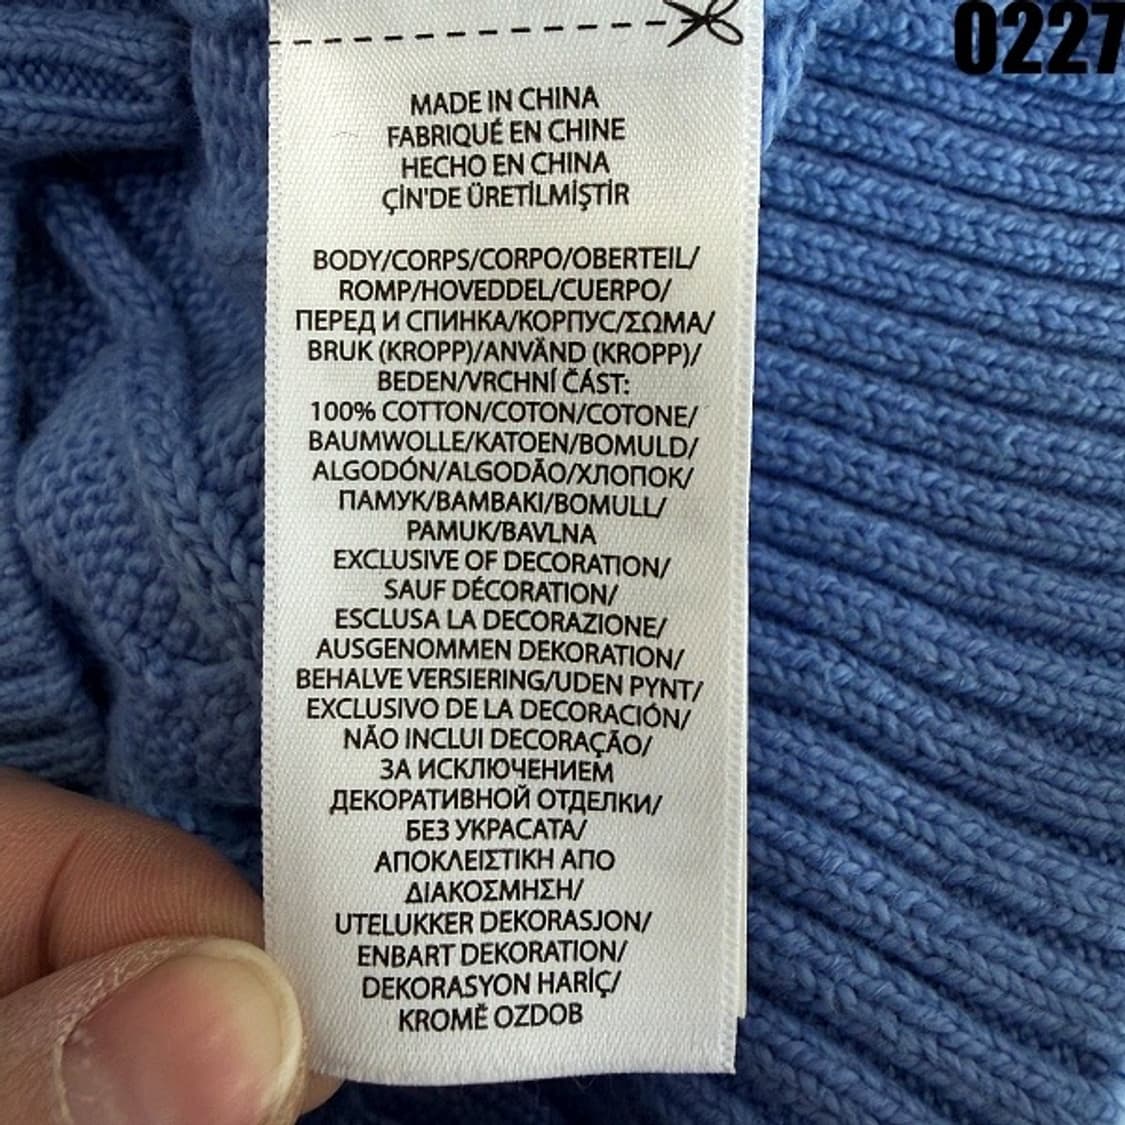 0227
MADE IN CHINA
FABRIQUÉ EN CHINE
HECHO EN CHINA
ÇİN'DE ÜRETİLMİŞTİR
BODY/CORPS/CORPO/OBERTEIL/
ROMP/HOVEDDEL/CUERPO/
ПЕРЕД И СПИНКА/КОРПУС/ΣΩΜΑ/
BRUK (KROPP)/ANVÄND (KROPP)/
BEDEN/VRCHNÍ ČÁST:
100% COTTON/COTON/COTONE/
BAUMWOLLE/KATOEN/BOMULD/
ALGODÓN/ALGODÃO/ХЛОПОК/
ПАМУК/ΒΑΜΒΑΚΙ/BOMULL/
PAMUK/BAVLNA
EXCLUSIVE OF DECORATION/
SAUF DÉCORATION/
ESCLUSA LA DECORAZIONE/
AUSGENOMMEN DEKORATION/
BEHALVE VERSIERING/UDEN PYNT/
EXCLUSIVO DE LA DECORACIÓN/
NÃO INCLUI DECORAÇÃO/
ЗА ИСКЛЮЧЕНИЕМ
ДЕКОРАТИВНОЙ ОТДЕЛКИ/
БЕЗ УКРАСАТА/
ΑΠΟΚΛΕΙΣΤΙΚΗ ΑΠΟ
ΔΙΑΚΟΣΜΗΣΗ/
UTELUKKER DEKORASJON/
ENBART DEKORATION/
DEKORASYON HARİÇ/
KROMĚ OZDOB